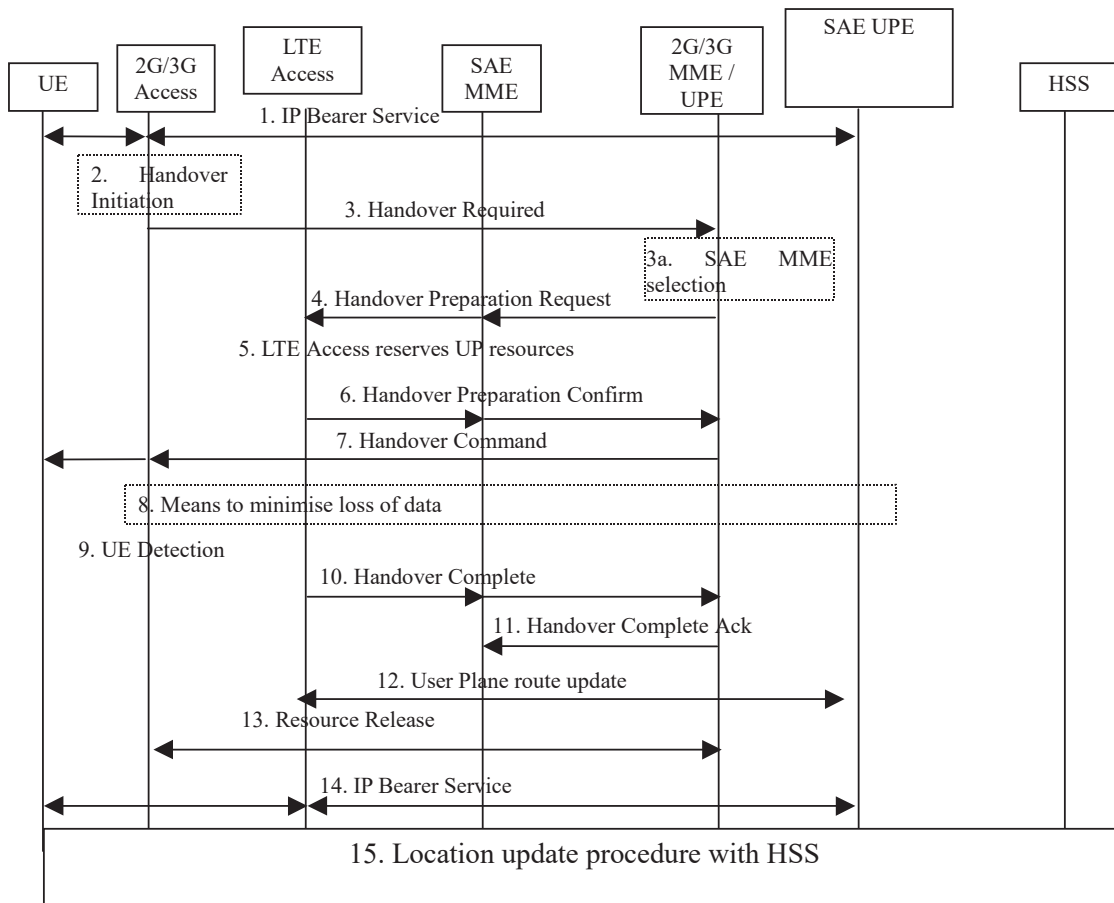 UE
2G/3G
Access
LTE
Access
SAE
MME
2G/3G
MME /
UPE
SAE UPE
HSS
1. IP Bearer Service
2. Handover
Initiation
3. Handover Required
3a. SAE MME
selection
4. Handover Preparation Request
5. LTE Access reserves UP resources
6. Handover Preparation Confirm
7. Handover Command
8. Means to minimise loss of data
9. UE Detection
10. Handover Complete
11. Handover Complete Ack
12. User Plane route update
13. Resource Release
14. IP Bearer Service
15. Location update procedure with HSS